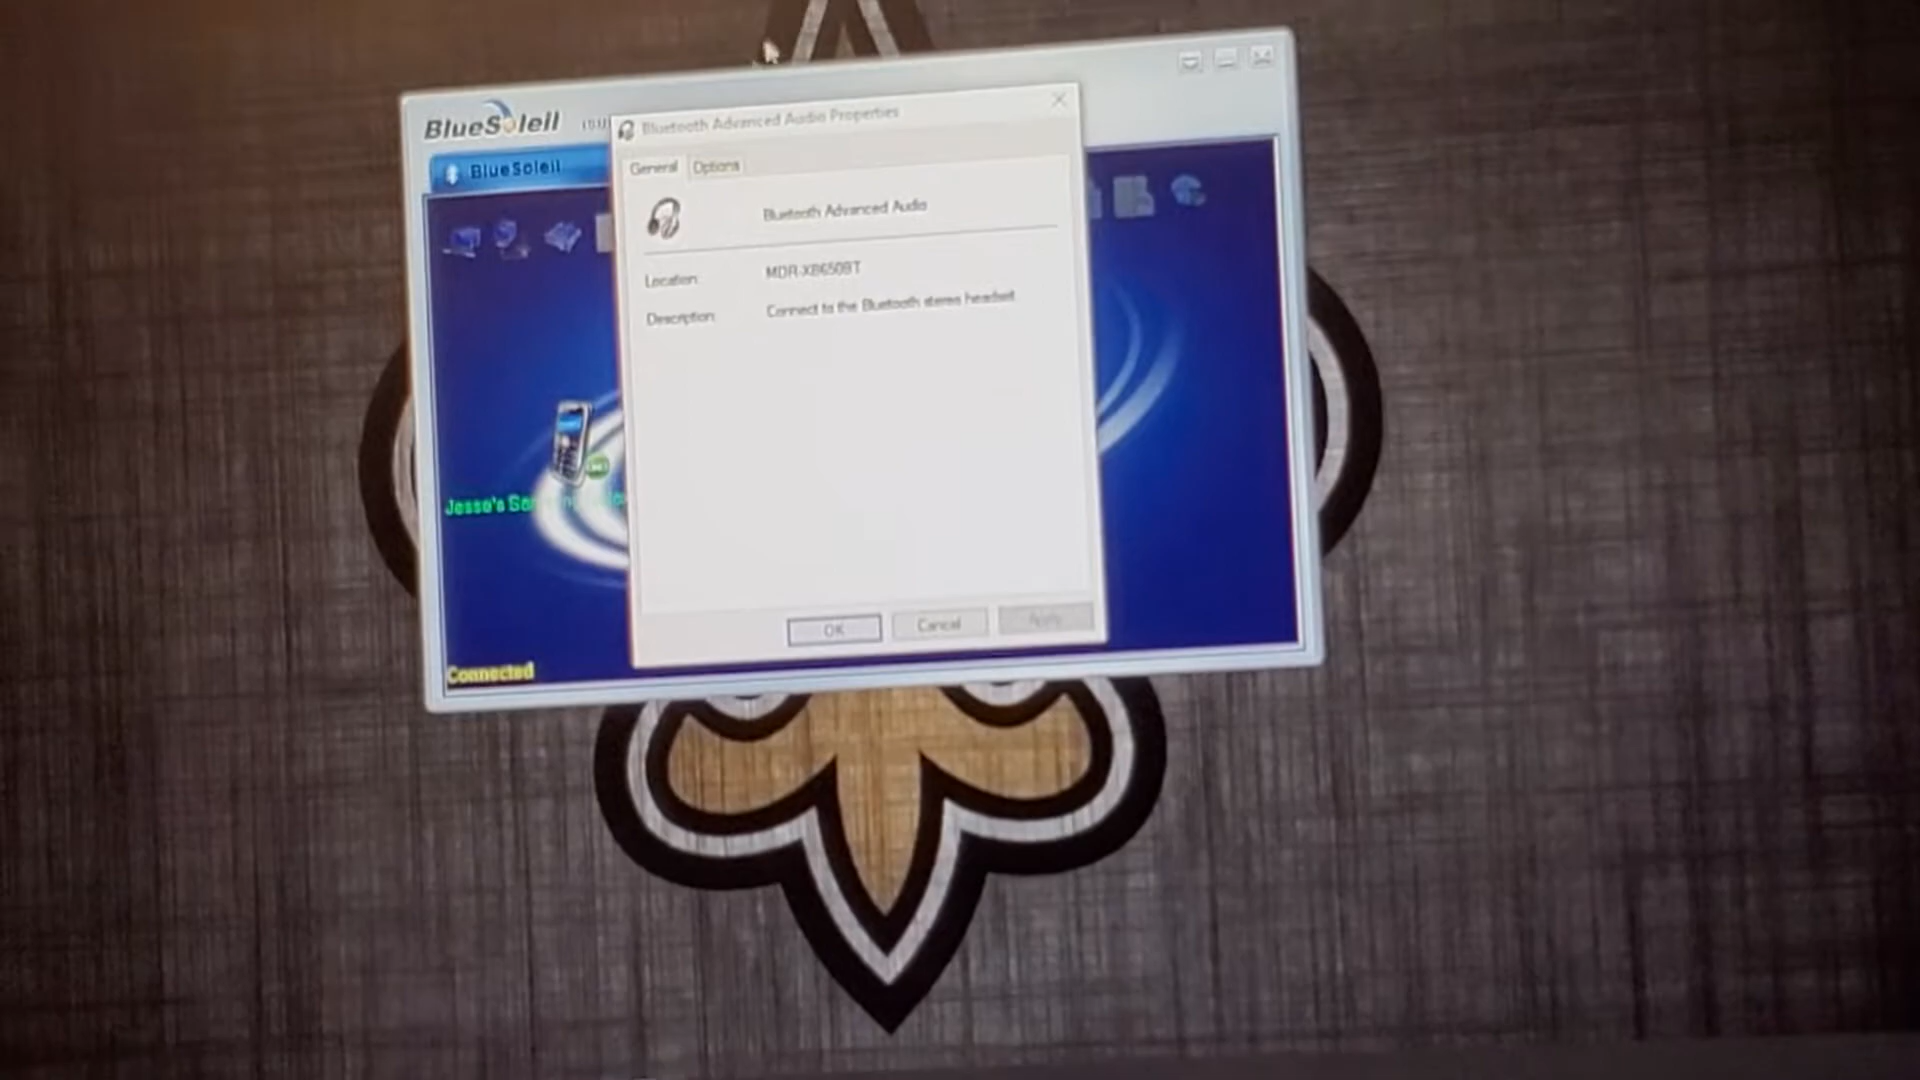 BlueSoleil
Bluetooth Advanced Audio Properties
BlueSoleil
General Options
Bluetooth Advanced Audio
Location: MDR-XB650BT
Description: Connect to the Bluetooth stereo headset.
Jesse's
OK Cancel Apply
Connected